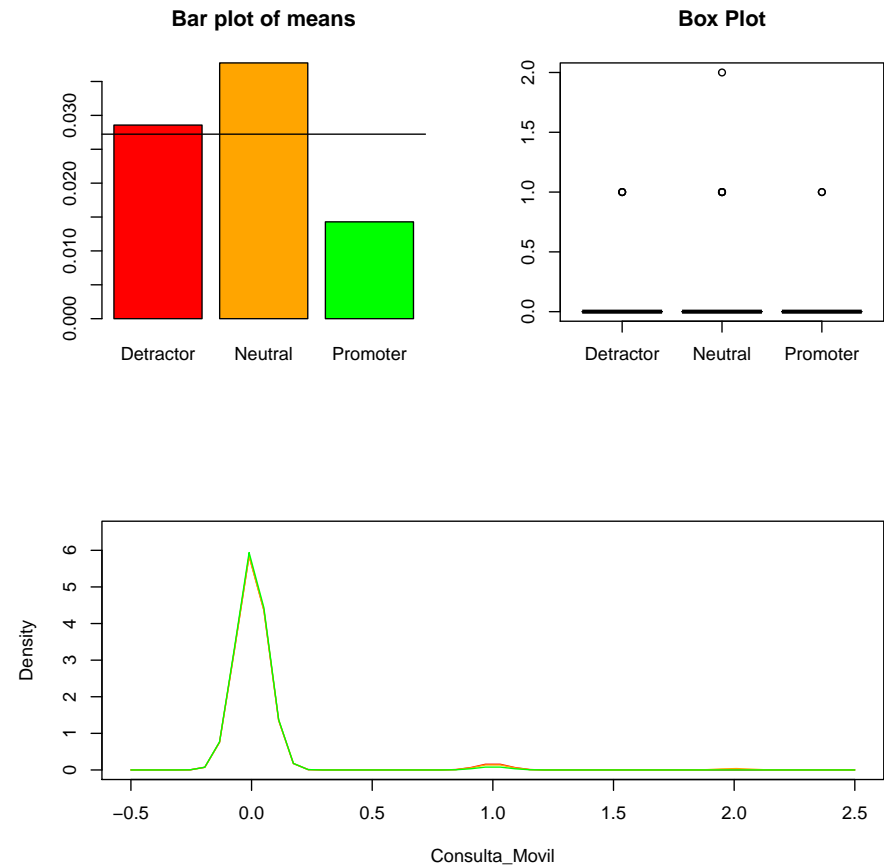 Bar plot of means
0.000
0.010
0.020
0.030
Detractor
Neutral
Promoter
Box Plot
0.0
0.5
1.0
1.5
2.0
Detractor
Neutral
Promoter
Density
0
1
2
3
4
5
6
−0.5
0.0
0.5
1.0
1.5
2.0
2.5
Consulta_Movil